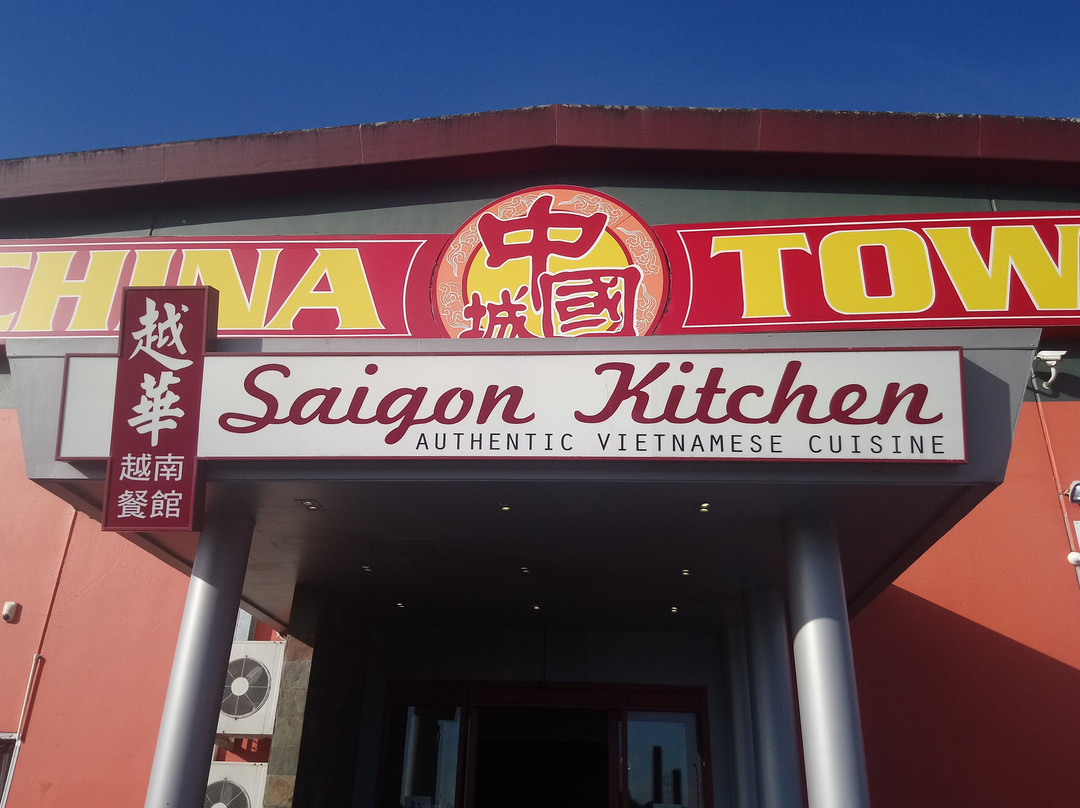 CHINA TOW
中國
城
越華
越南
餐館
Saigon Kitchen
AUTHENTIC VIETNAMESE CUISINE